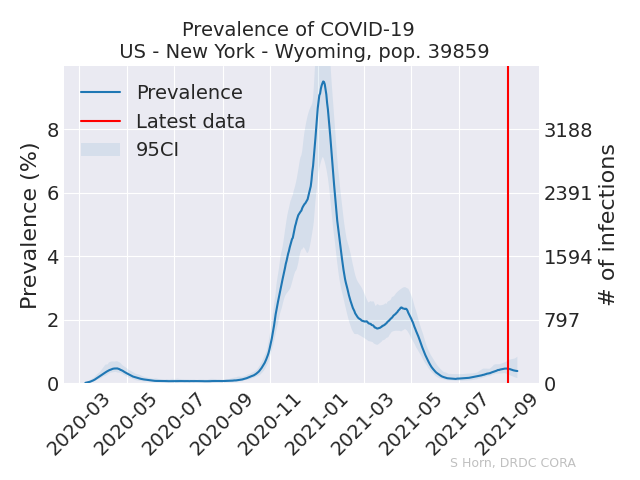 Prevalence of COVID-19
US - New York - Wyoming, pop. 39859
Prevalence
Latest data
95CI
Prevalence (%)
8
6
4
2
0
3188
2391
1594
797
0
# of infections
2020-03
2020-05
2020-07
2020-09
2020-11
2021-01
2021-03
2021-05
2021-07
2021-09
S Horn, DRDC CORA